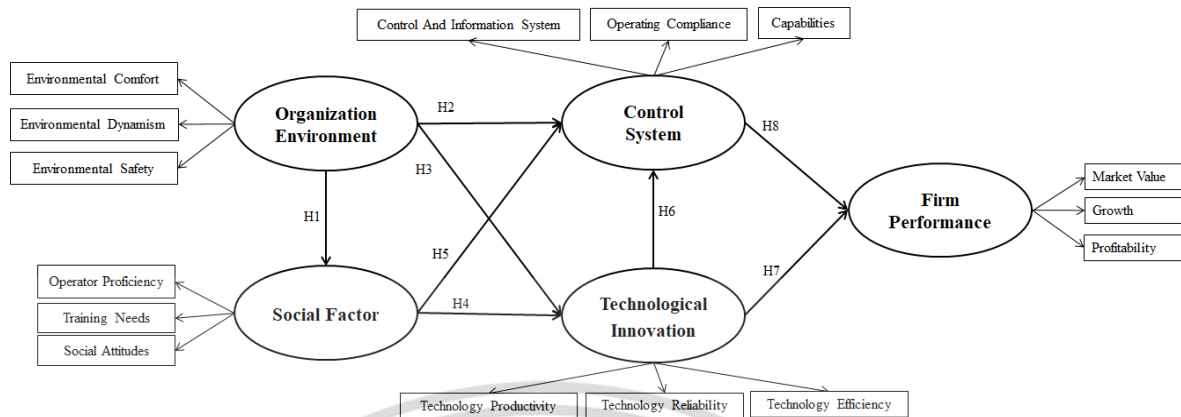 Control And Information System
Operating Compliance
Capabilities
Environmental Comfort
Environmental Dynamism
Environmental Safety
Organization
Environment
H2
Control
System
H8
H3
Market Value
Growth
Profitability
Firm
Performance
H1
H6
H5
H7
Operator Proficiency
Training Needs
Social Attitudes
Social Factor
H4
Technological
Innovation
Technology Productivity
Technology Reliability
Technology Efficiency